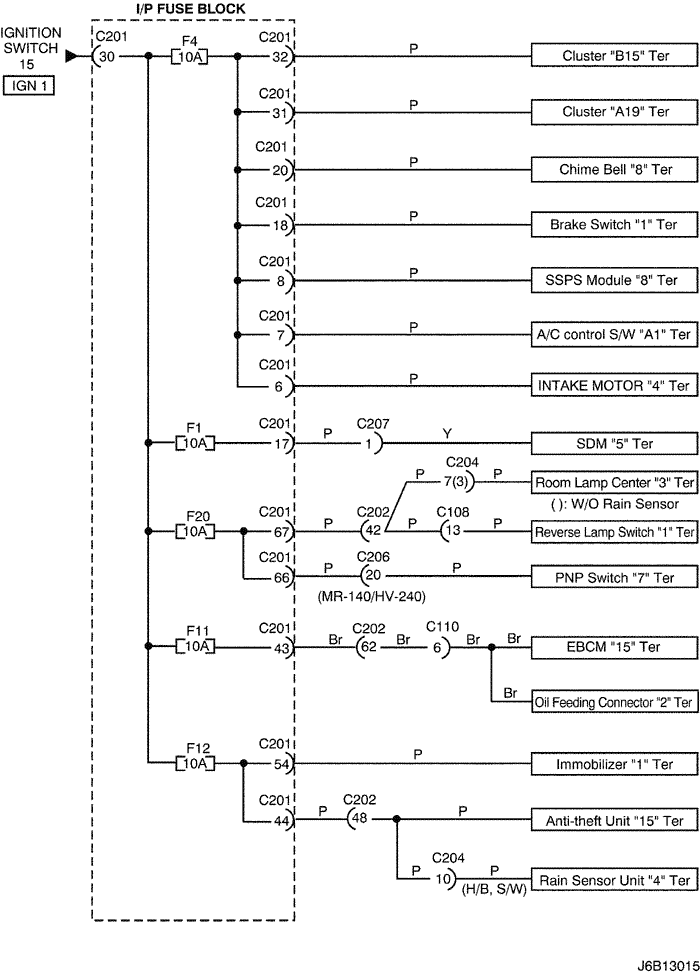 I/P FUSE BLOCK
IGNITION
SWITCH
15
IGN 1
C201
30
F4
10A
C201
32
P
Cluster "B15" Ter
C201
31
P
Cluster "A19" Ter
C201
20
P
Chime Bell "8" Ter
C201
18
P
Brake Switch "1" Ter
C201
8
P
SSPS Module "8" Ter
C201
7
P
A/C control S/W "A1" Ter
C201
6
P
INTAKE MOTOR "4" Ter
F1
10A
C201
17
P
C207
1
Y
SDM "5" Ter
P
C204
7(3)
P
Room Lamp Center "3" Ter
( ): W/O Rain Sensor
F20
10A
C201
67
P
C202
42
P
C108
13
P
Reverse Lamp Switch "1" Ter
C201
66
P
C206
20
P
PNP Switch "7" Ter
(MR-140/HV-240)
F11
10A
C201
43
Br
C202
62
Br
C110
6
Br
Br
EBCM "15" Ter
Br
Oil Feeding Connector "2" Ter
F12
10A
C201
54
P
Immobilizer "1" Ter
C201
44
P
C202
48
P
Anti-theft Unit "15" Ter
P
C204
10
P
(H/B, S/W)
Rain Sensor Unit "4" Ter
J6B13015